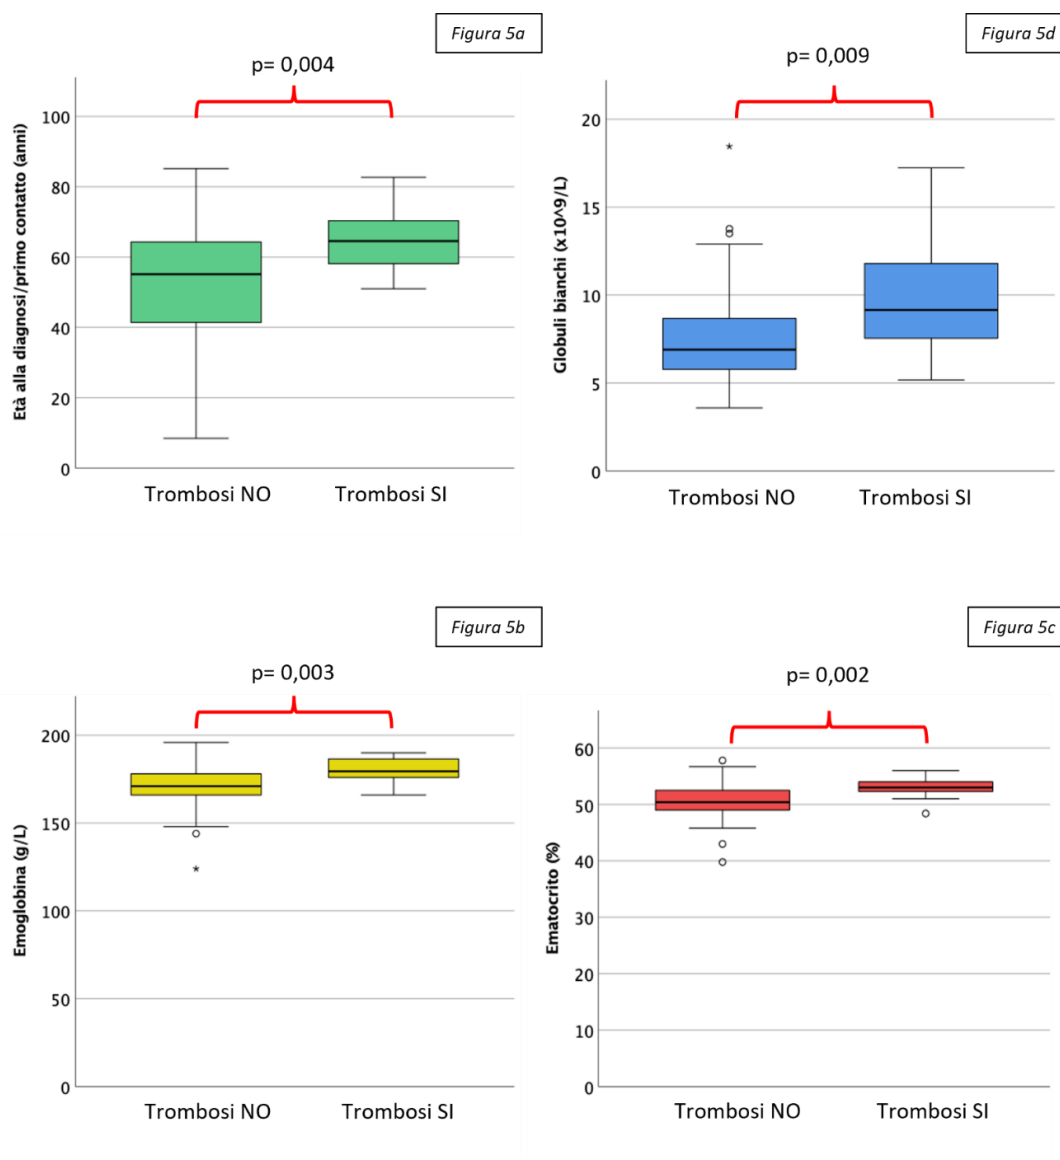 Figura 5a
p= 0,004
Età alla diagnosi/primo contatto (anni)
100
80
60
40
20
0
Trombosi NO
Trombosi SI
Figura 5d
p= 0,009
Globuli bianchi (x10^9/L)
20
15
10
5
0
*
Trombosi NO
Trombosi SI
Figura 5b
p= 0,003
Emoglobina (g/L)
200
150
100
50
0
*
Trombosi NO
Trombosi SI
Figura 5c
p= 0,002
Ematocrito (%)
60
50
40
30
20
10
0
Trombosi NO
Trombosi SI